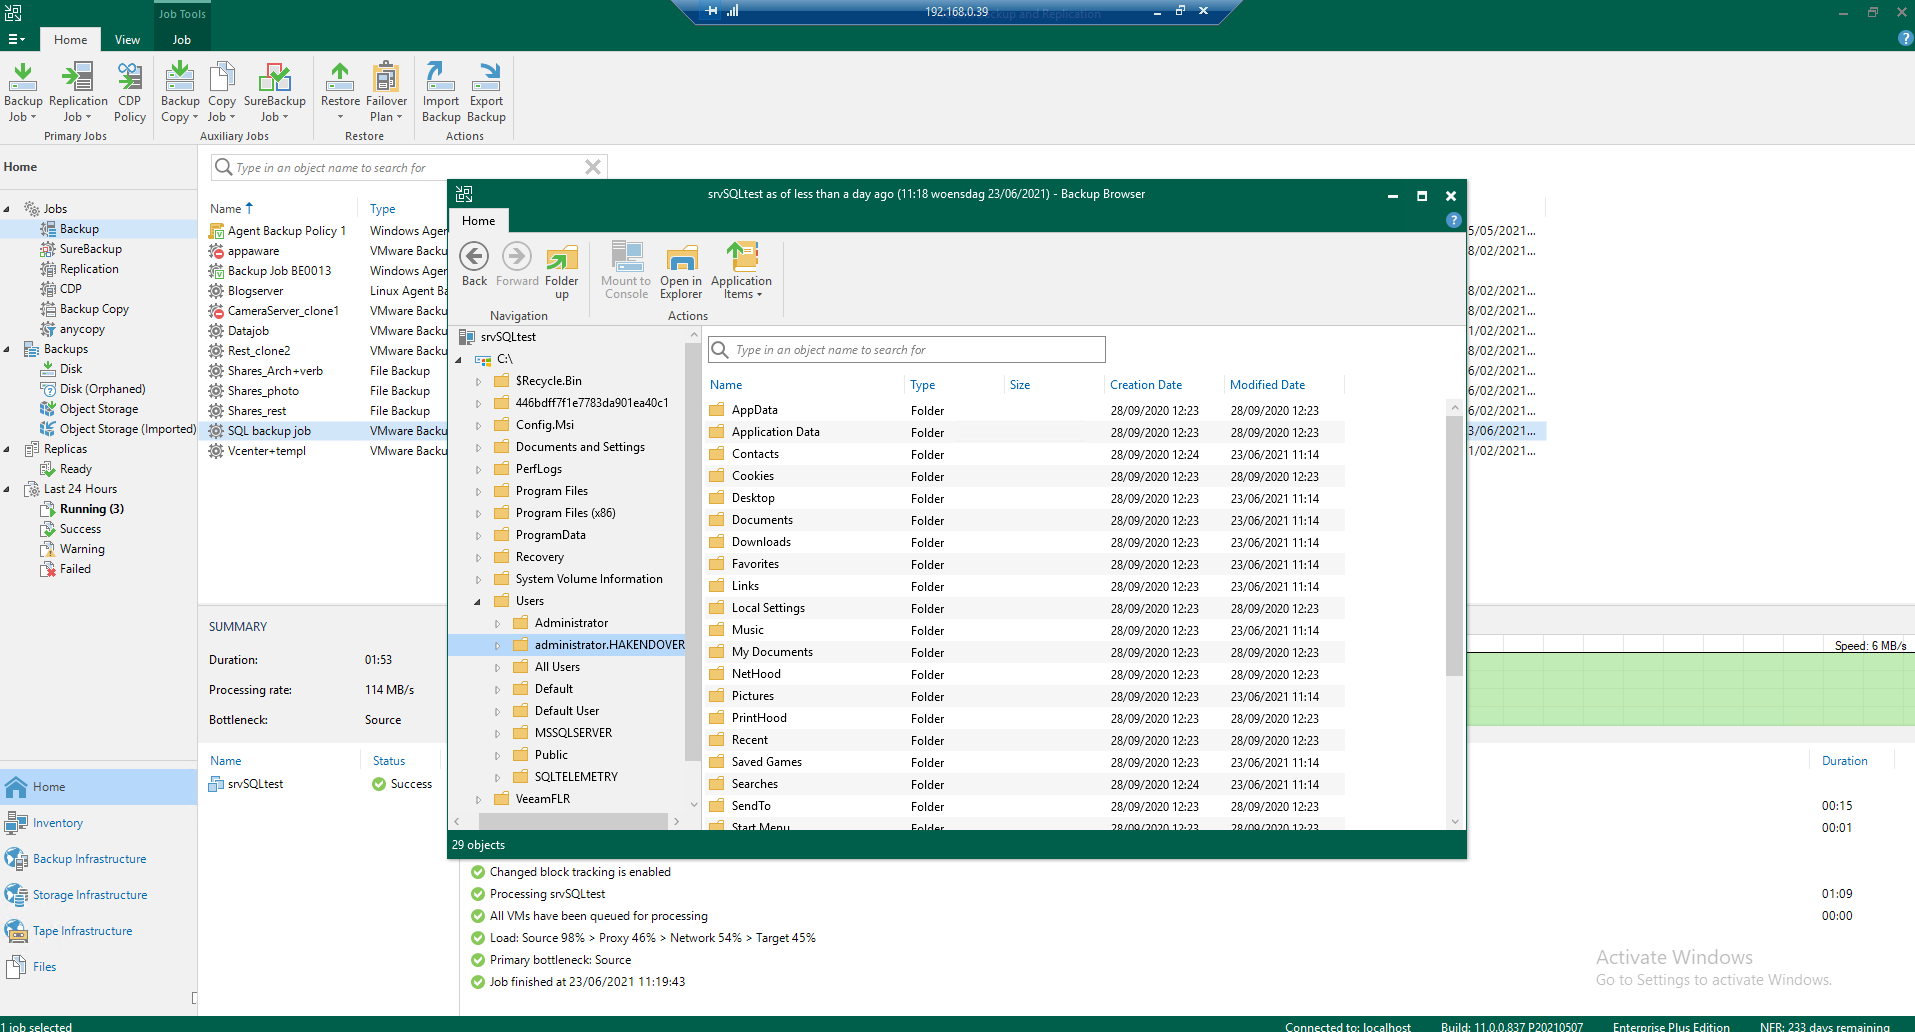 Job Tools
192.168.0.39
Home
View
Job
Backup Job
Replication Job
CDP Policy
Primary Jobs
Backup Copy
Copy Job
SureBackup Job
Auxiliary Jobs
Restore
Failover Plan
Restore
Import Backup
Export Backup
Actions
Home
Type in an object name to search for
Jobs
Backup
SureBackup
Replication
CDP
Backup Copy
anycopy
Backups
Disk
Disk (Orphaned)
Object Storage
Object Storage (Imported)
Replicas
Ready
Last 24 Hours
Running (3)
Success
Warning
Failed
Home
Inventory
Backup Infrastructure
Storage Infrastructure
Tape Infrastructure
Files
Name Type
Agent Backup Policy 1 Windows Ager
appaware VMware Backu
Backup Job BE0013 Windows Ager
Blogserver Linux Agent Ba
CameraServer_clone1 VMware Backu
Datajob VMware Backu
Rest_clone2 VMware Backu
Shares_Arch+verb File Backup
Shares_photo File Backup
Shares_rest File Backup
SQL backup job VMware Backu
Vcenter+templ VMware Backu
5/05/2021...
8/02/2021...
8/02/2021...
8/02/2021...
1/02/2021...
8/02/2021...
6/02/2021...
6/02/2021...
6/02/2021...
3/06/2021...
1/02/2021...
SUMMARY
Duration: 01:53
Processing rate: 114 MB/s
Bottleneck: Source
Name Status
srvSQLtest Success
srvSQLtest as of less than a day ago (11:18 woensdag 23/06/2021) - Backup Browser
Home
Back
Forward
Folder up
Navigation
Mount to Console
Open in Explorer
Application Items
Actions
srvSQLtest
C:\
$Recycle.Bin
446bdff7f1e7783da901ea40c1
Config.Msi
Documents and Settings
PerfLogs
Program Files
Program Files (x86)
ProgramData
Recovery
System Volume Information
Users
Administrator
administrator.HAKENDOVER
All Users
Default
Default User
MSSQLSERVER
Public
SQLTELEMETRY
VeeamFLR
Type in an object name to search for
Name Type Size Creation Date Modified Date
AppData Folder 28/09/2020 12:23 28/09/2020 12:23
Application Data Folder 28/09/2020 12:23 28/09/2020 12:23
Contacts Folder 28/09/2020 12:24 23/06/2021 11:14
Cookies Folder 28/09/2020 12:23 28/09/2020 12:23
Desktop Folder 28/09/2020 12:23 23/06/2021 11:14
Documents Folder 28/09/2020 12:23 23/06/2021 11:14
Downloads Folder 28/09/2020 12:23 23/06/2021 11:14
Favorites Folder 28/09/2020 12:23 23/06/2021 11:14
Links Folder 28/09/2020 12:23 23/06/2021 11:14
Local Settings Folder 28/09/2020 12:23 28/09/2020 12:23
Music Folder 28/09/2020 12:23 23/06/2021 11:14
My Documents Folder 28/09/2020 12:23 28/09/2020 12:23
NetHood Folder 28/09/2020 12:23 28/09/2020 12:23
Pictures Folder 28/09/2020 12:23 23/06/2021 11:14
PrintHood Folder 28/09/2020 12:23 28/09/2020 12:23
Recent Folder 28/09/2020 12:23 28/09/2020 12:23
Saved Games Folder 28/09/2020 12:23 23/06/2021 11:14
Searches Folder 28/09/2020 12:24 23/06/2021 11:14
SendTo Folder 28/09/2020 12:23 28/09/2020 12:23
Start Menu Folder 28/09/2020 12:23 28/09/2020 12:23
29 objects
Speed: 6 MB/s
Duration
00:15
00:01
Changed block tracking is enabled
Processing srvSQLtest 01:09
All VMs have been queued for processing 00:00
Load: Source 98% > Proxy 46% > Network 54% > Target 45%
Primary bottleneck: Source
Job finished at 23/06/2021 11:19:43
Activate Windows
Go to Settings to activate Windows.
1 job selected
Connected to: localhost
Build: 11.0.0.837 P20210507
Enterprise Plus Edition
NFR: 233 days remaining